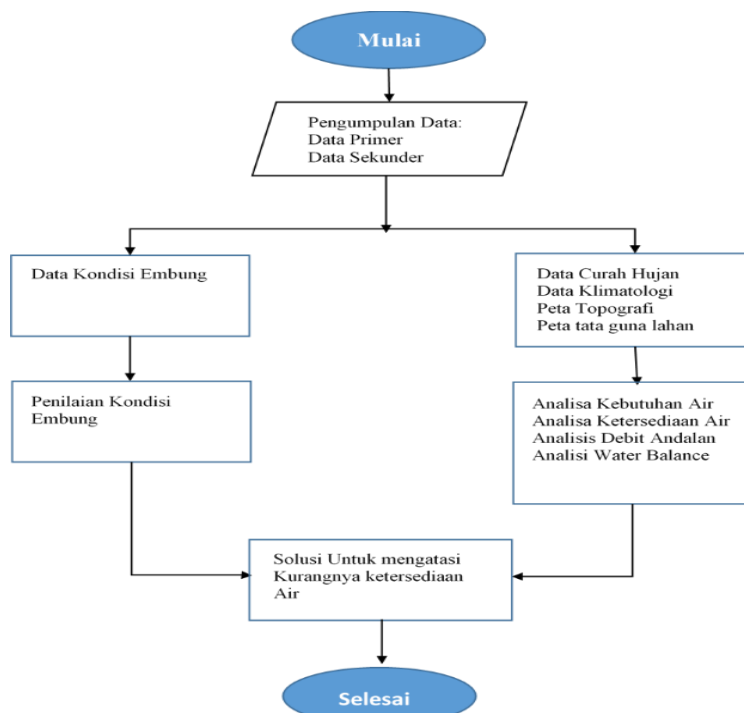 Mulai
Pengumpulan Data:
Data Primer
Data Sekunder
Data Kondisi Embung
Data Curah Hujan
Data Klimatologi
Peta Topografi
Peta tata guna lahan
Penilaian Kondisi
Embung
Analisa Kebutuhan Air
Analisa Ketersediaan Air
Analisis Debit Andalan
Analisi Water Balance
Solusi Untuk mengatasi
Kurangnya ketersediaan
Air
Selesai